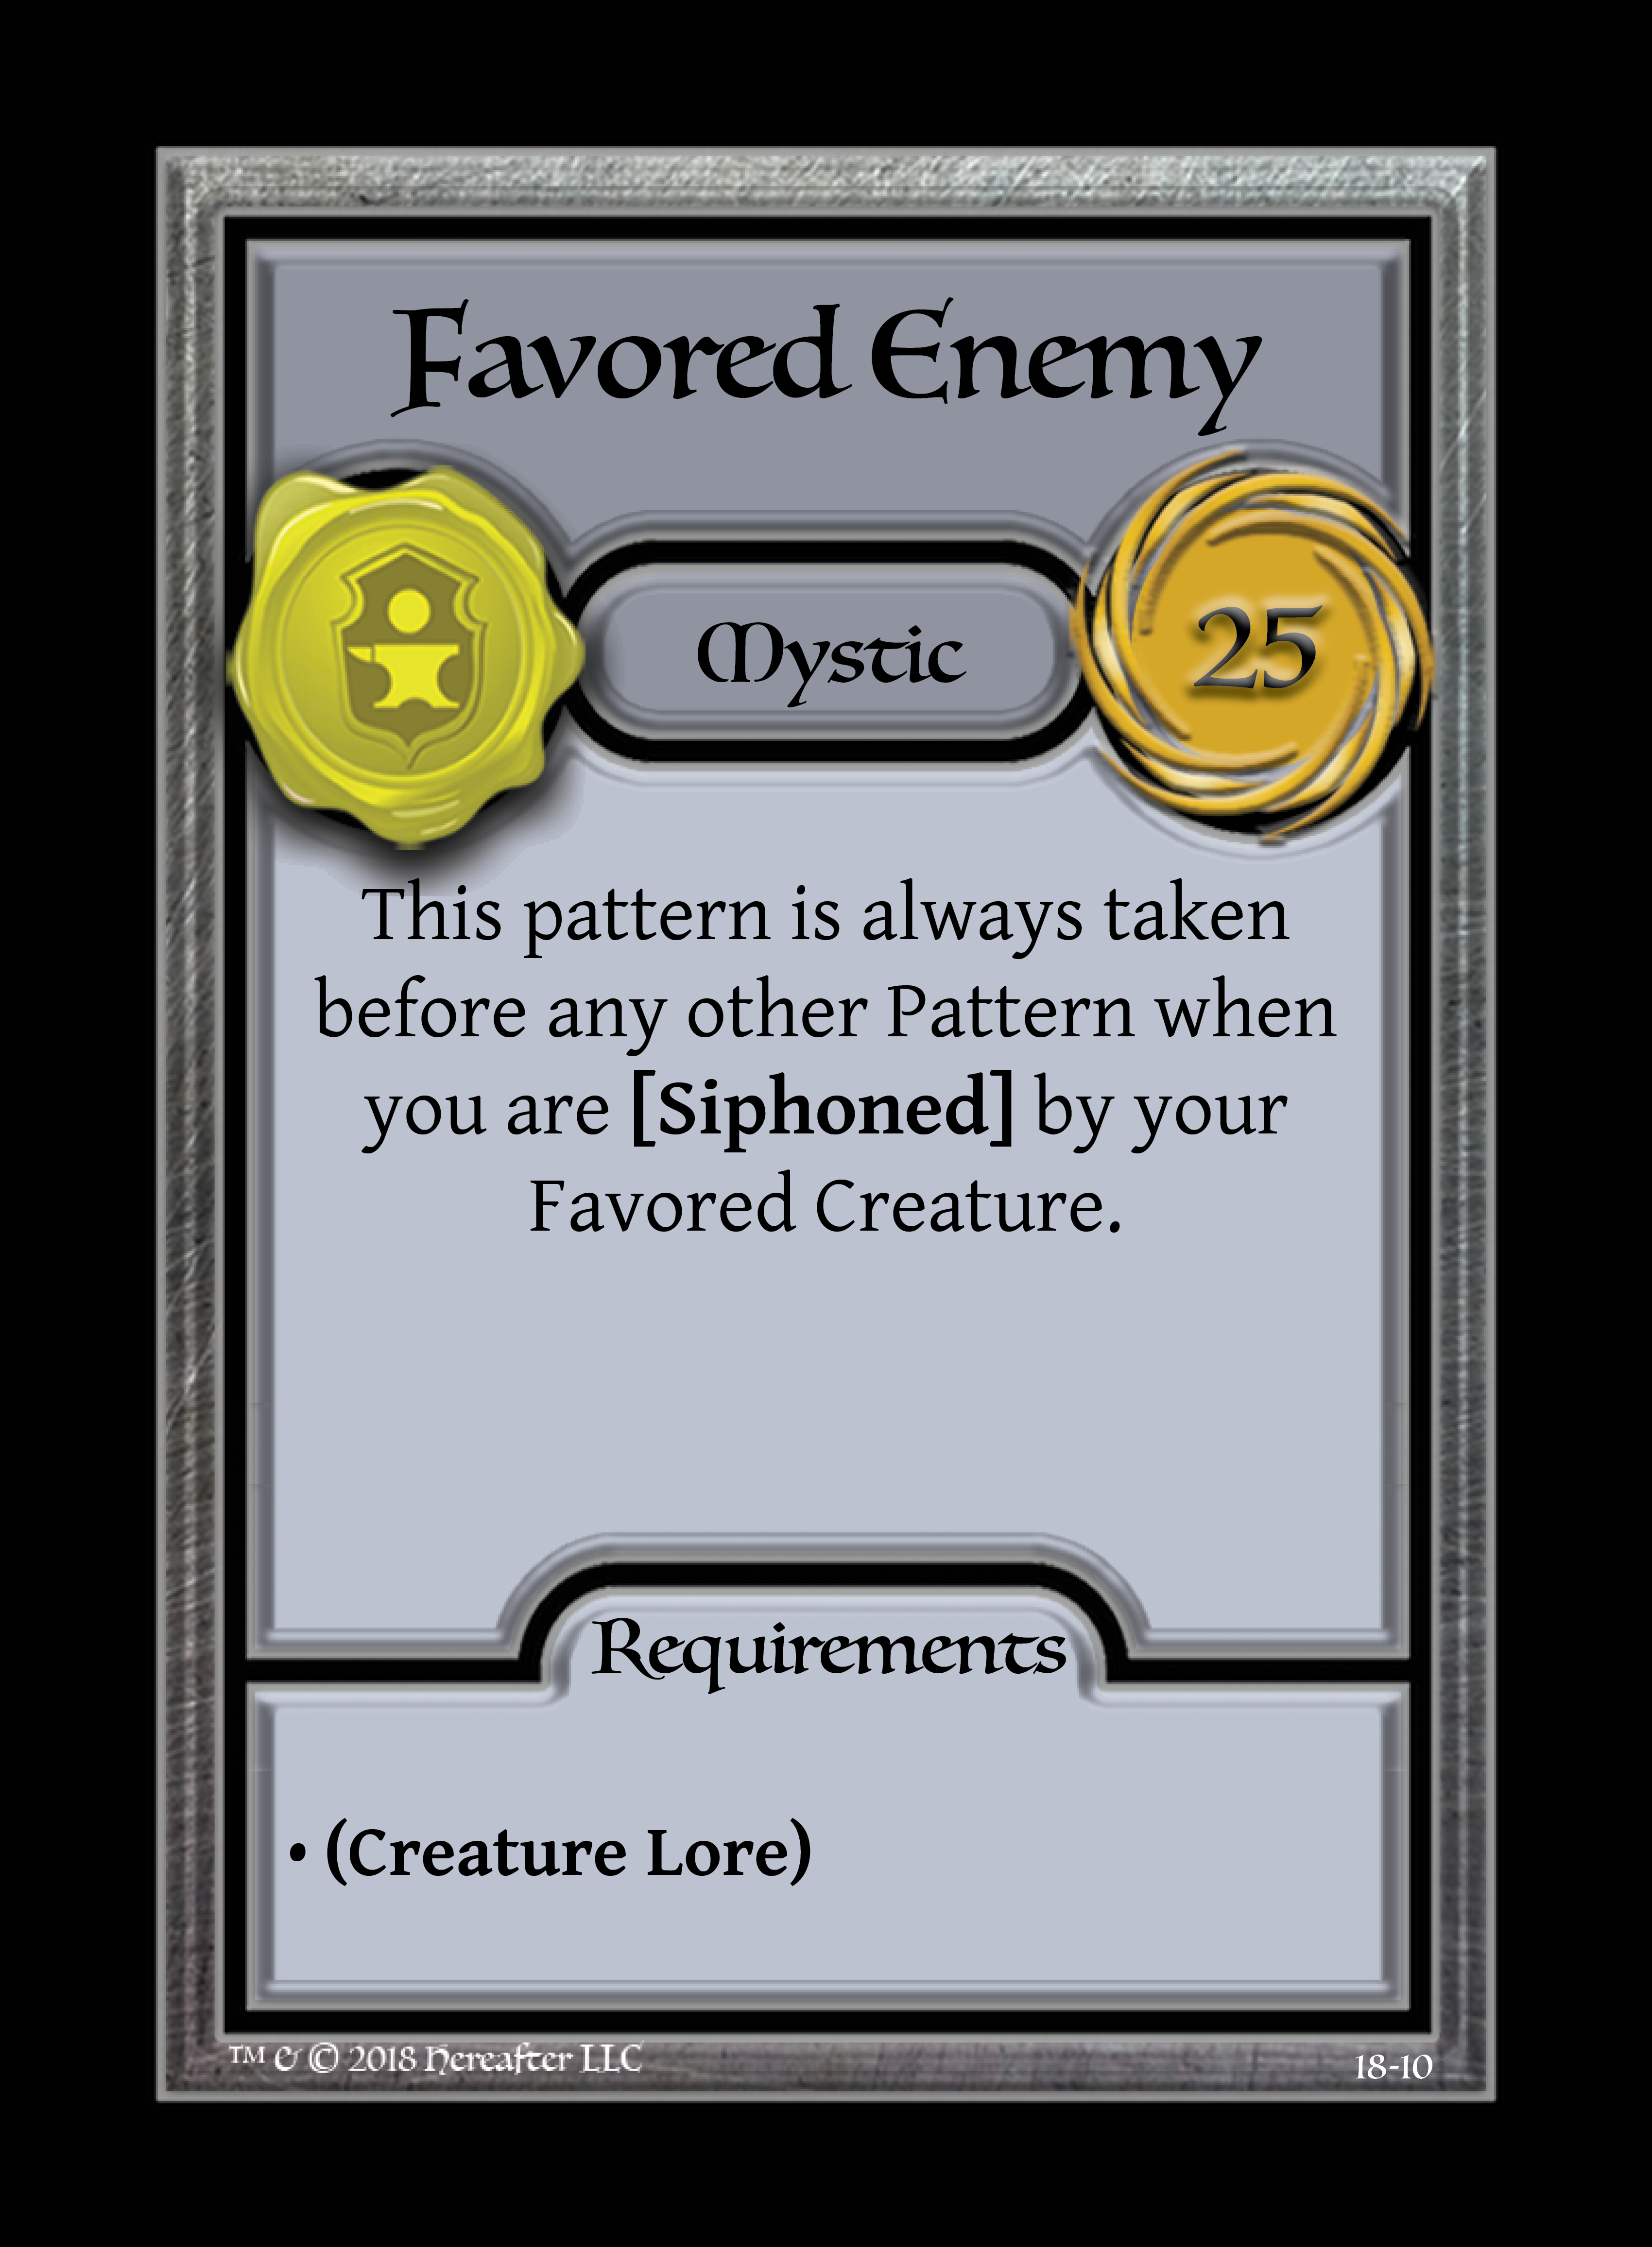 Favored Enemy
Mystic
25
This pattern is always taken
before any other Pattern when
you are [Siphoned] by your
Favored Creature.
Requirements
• (Creature Lore)
™ & © 2018 Hereafter LLC
18-10